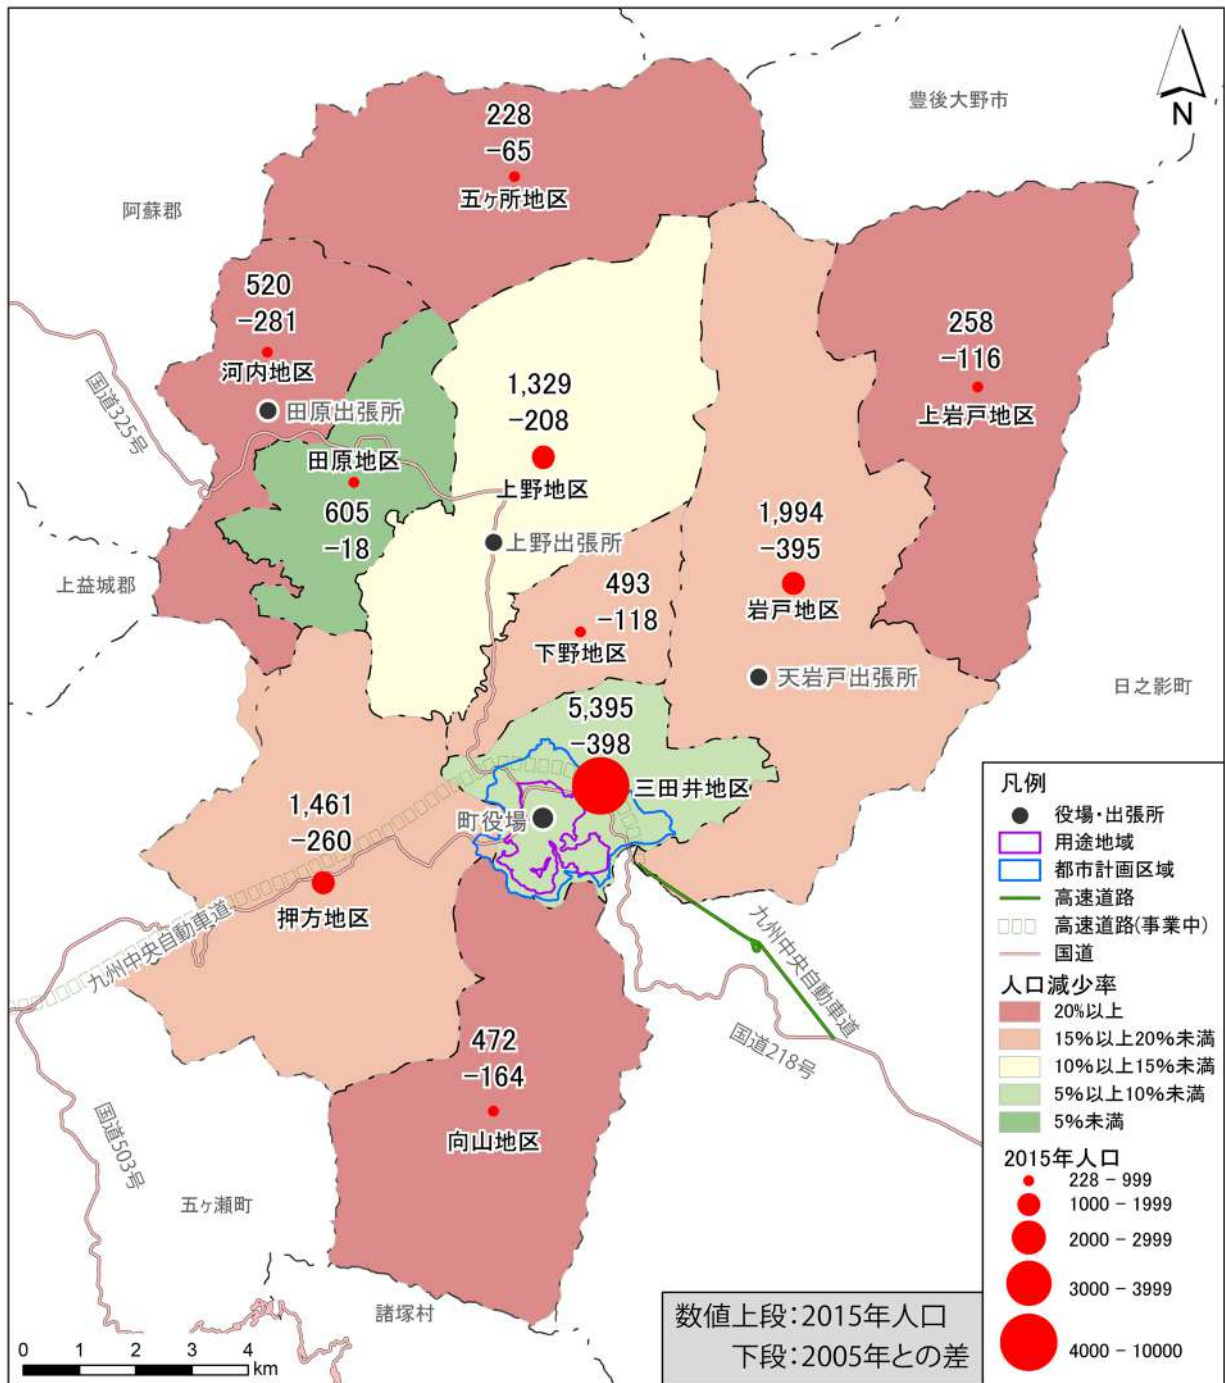 豊後大野市
N
228
-65
五ヶ所地区
阿蘇郡
520
-281
河内地区
田原出張所
国道325号
田原地区
605
-18
1,329
-208
上野地区
上野出張所
258
-116
上岩戸地区
1,994
-395
岩戸地区
天岩戸出張所
上益城郡
493
-118
下野地区
日之影町
5,395
-398
三田井地区
町役場
1,461
-260
押方地区
九州中央自動車道
九州中央自動車道
国道218号
472
-164
向山地区
国道503号
五ヶ瀬町
諸塚村
0 1 2 3 4
km
数値上段:2015年人口
下段:2005年との差
凡例
役場・出張所
用途地域
都市計画区域
高速道路
高速道路(事業中)
国道
人口減少率
20%以上
15%以上20%未満
10%以上15%未満
5%以上10%未満
5%未満
2015年人口
228 - 999
1000 - 1999
2000 - 2999
3000 - 3999
4000 - 10000